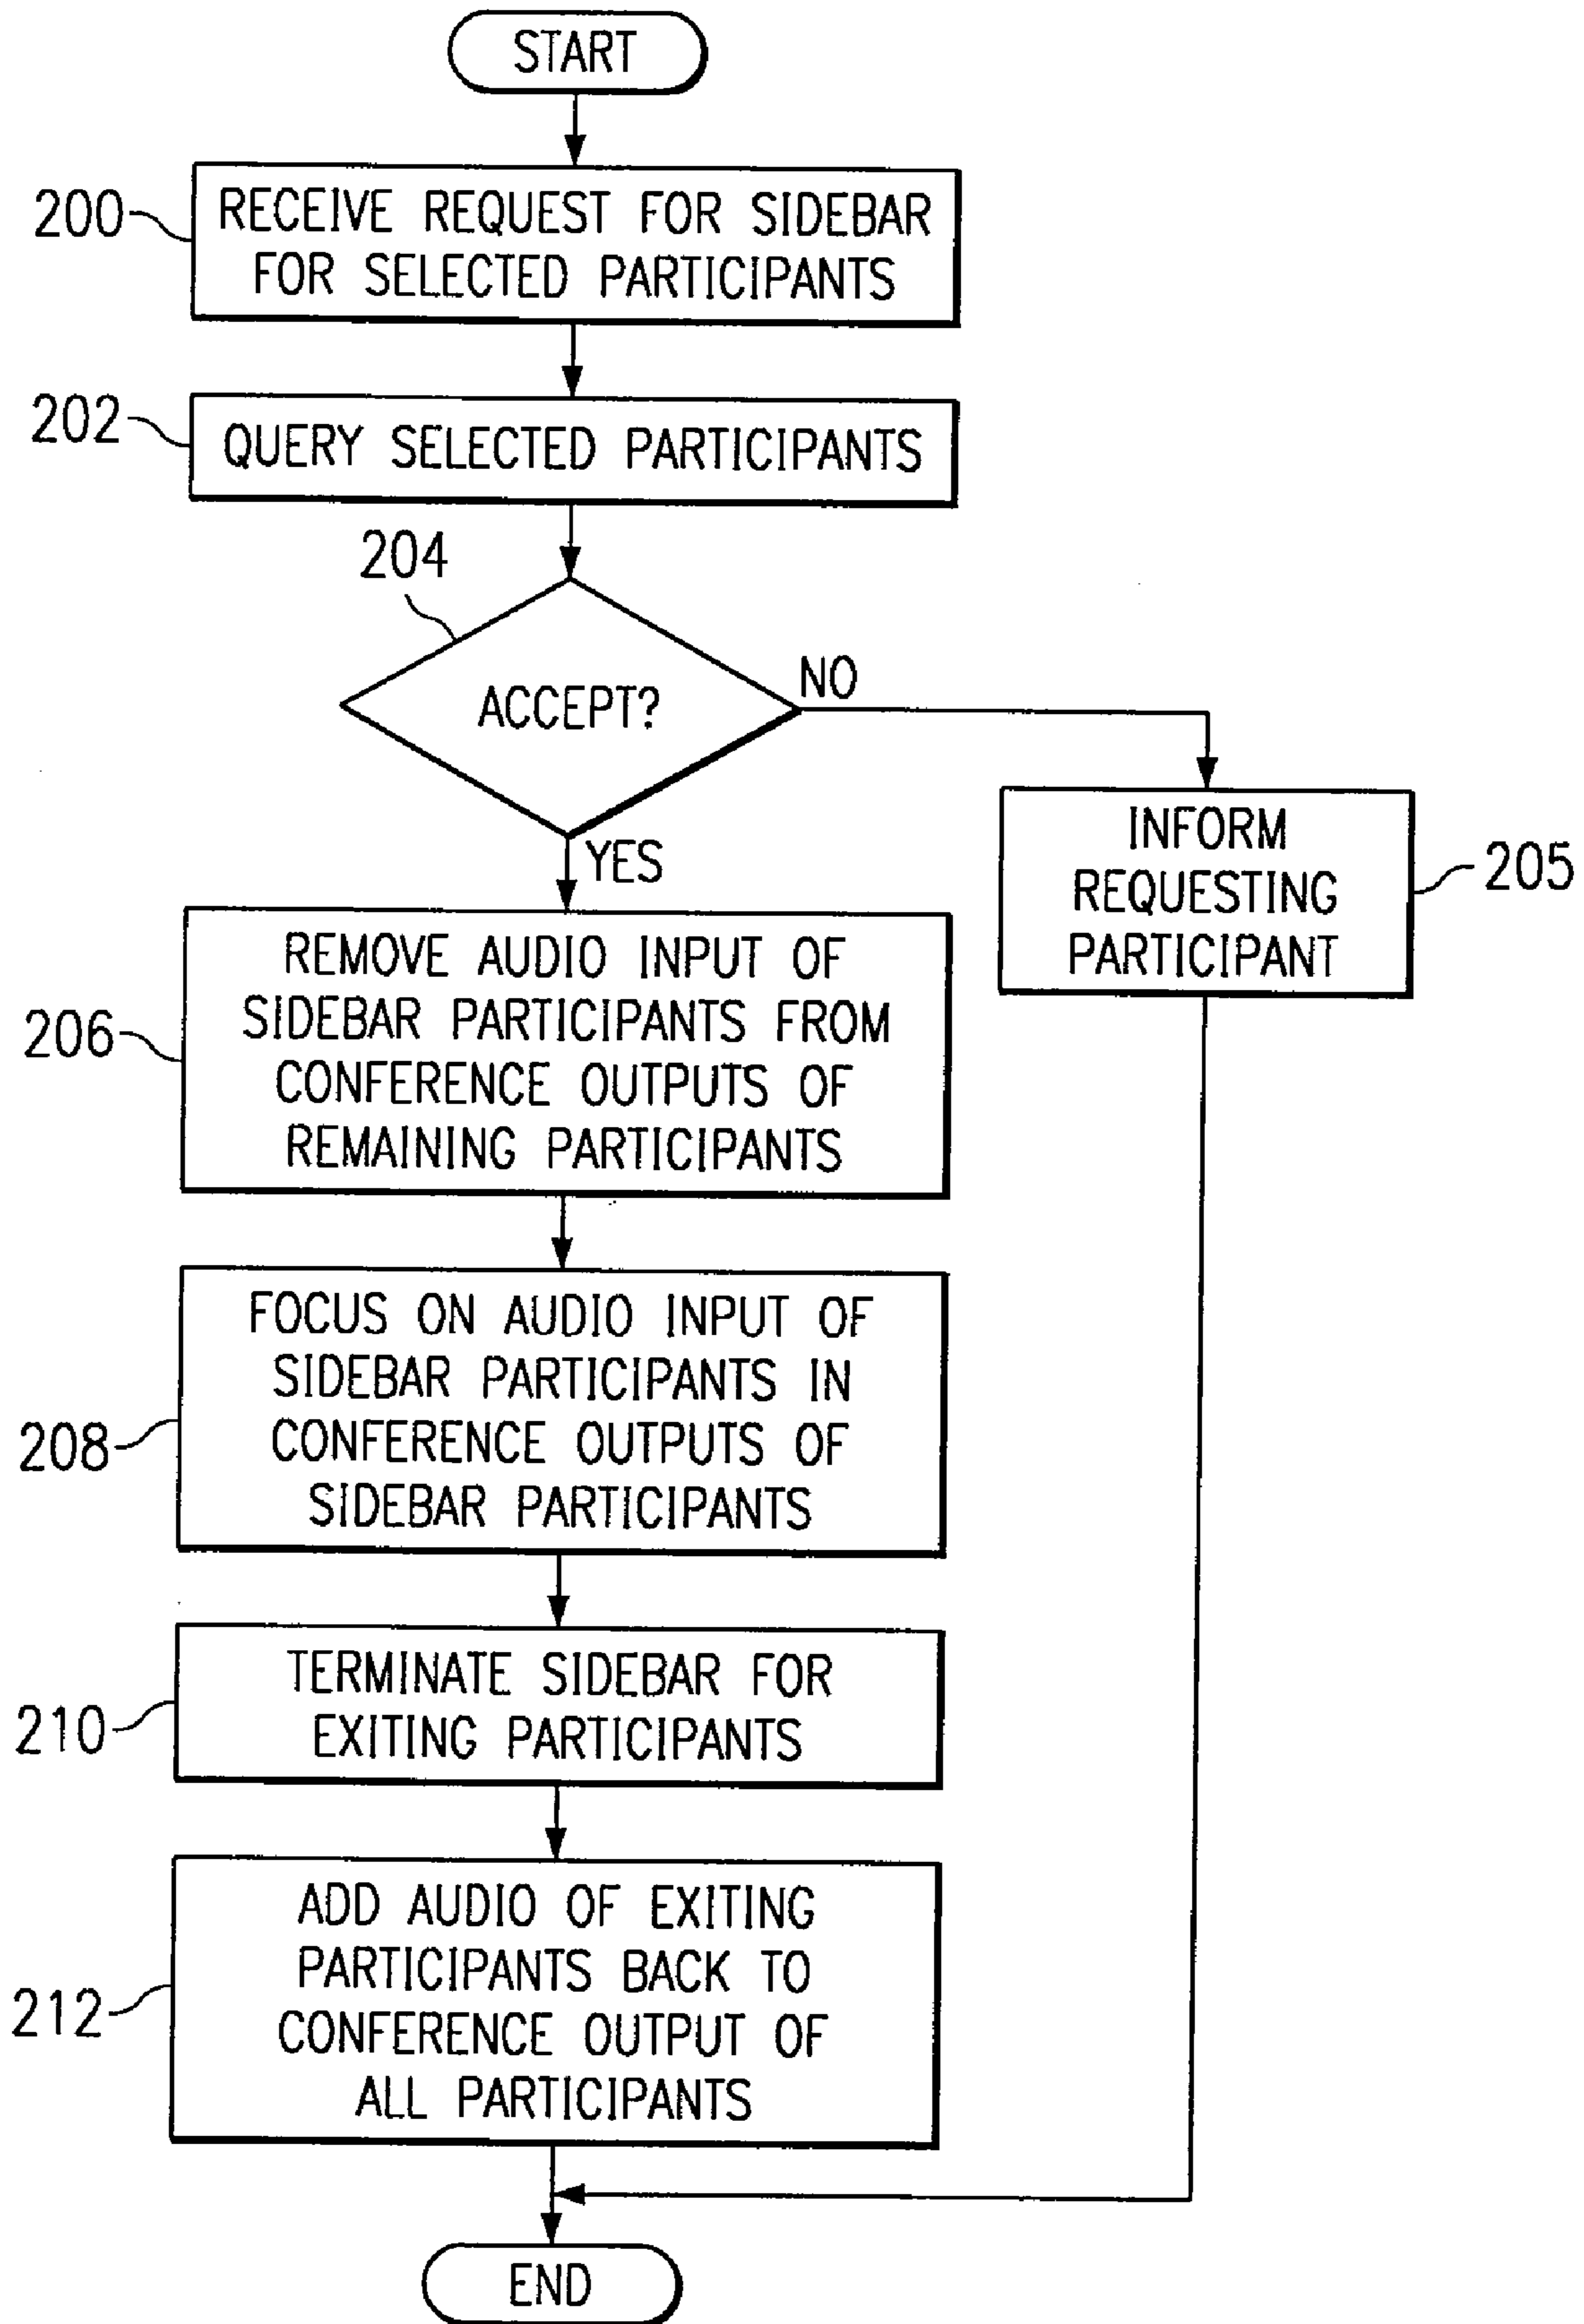 START
200
RECEIVE REQUEST FOR SIDEBAR
FOR SELECTED PARTICIPANTS
202
QUERY SELECTED PARTICIPANTS
204
ACCEPT?
NO
YES
INFORM
REQUESTING
PARTICIPANT
205
206
REMOVE AUDIO INPUT OF
SIDEBAR PARTICIPANTS FROM
CONFERENCE OUTPUTS OF
REMAINING PARTICIPANTS
208
FOCUS ON AUDIO INPUT OF
SIDEBAR PARTICIPANTS IN
CONFERENCE OUTPUTS OF
SIDEBAR PARTICIPANTS
210
TERMINATE SIDEBAR FOR
EXITING PARTICIPANTS
212
ADD AUDIO OF EXITING
PARTICIPANTS BACK TO
CONFERENCE OUTPUT OF
ALL PARTICIPANTS
END